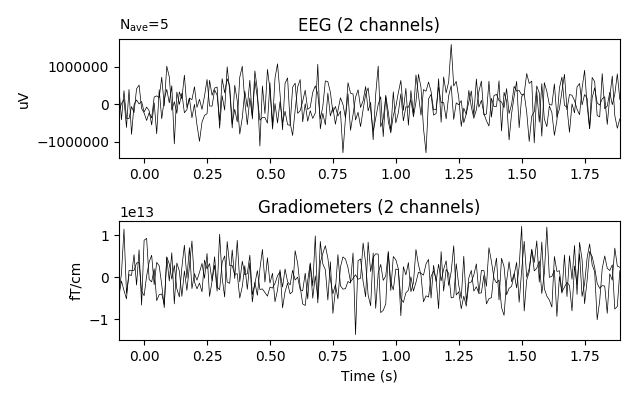 N_ave=5
EEG (2 channels)
1000000
0
−1000000
uV
0.00 0.25 0.50 0.75 1.00 1.25 1.50 1.75
1e13
Gradiometers (2 channels)
1
0
−1
fT/cm
0.00 0.25 0.50 0.75 1.00 1.25 1.50 1.75
Time (s)